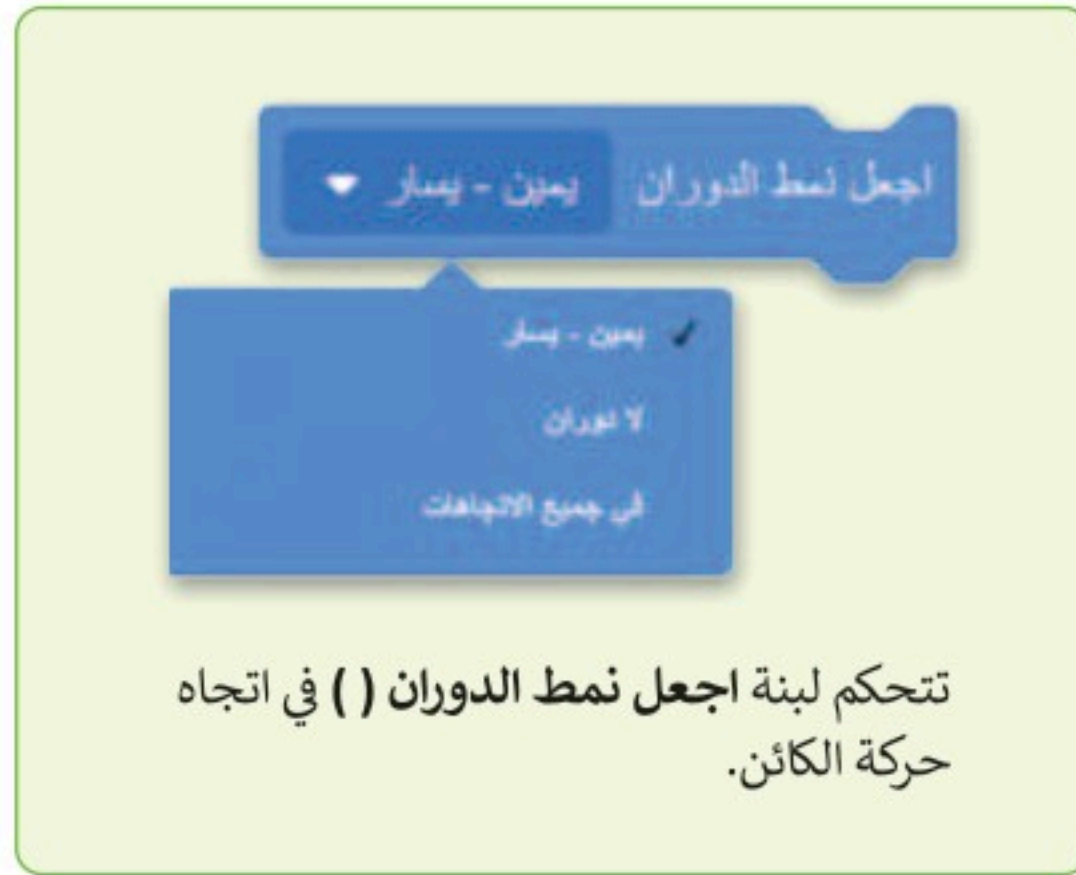 اجعل نمط الدوران يمين - يسار
يمين - يسار
لا دوران
في جميع الاتجاهات
تتحكم لبنة اجعل نمط الدوران ( ) في اتجاه
حركة الكائن.